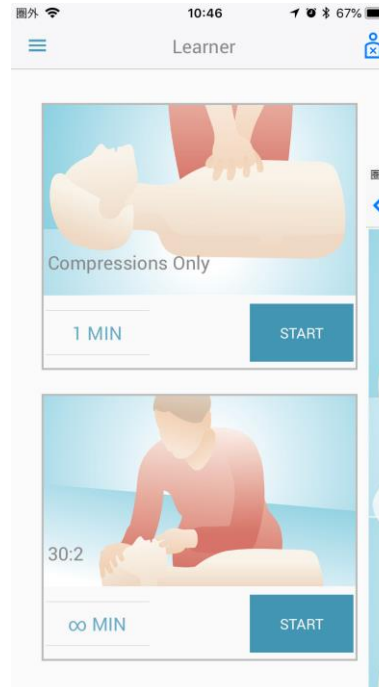 圏外 10:46 67%
Learner
Compressions Only
1 MIN START
30:2
∞ MIN START